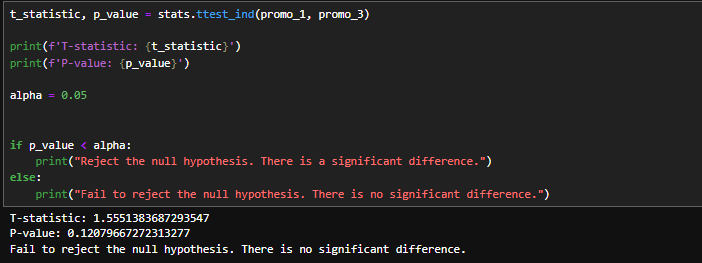 t_statistic, p_value = stats.ttest_ind(promo_1, promo_3)
print(f'T-statistic: {t_statistic}')
print(f'P-value: {p_value}')
alpha = 0.05
if p_value < alpha:
    print("Reject the null hypothesis. There is a significant difference.")
else:
    print("Fail to reject the null hypothesis. There is no significant difference.")
T-statistic: 1.5551383687293547
P-value: 0.12079667272313277
Fail to reject the null hypothesis. There is no significant difference.